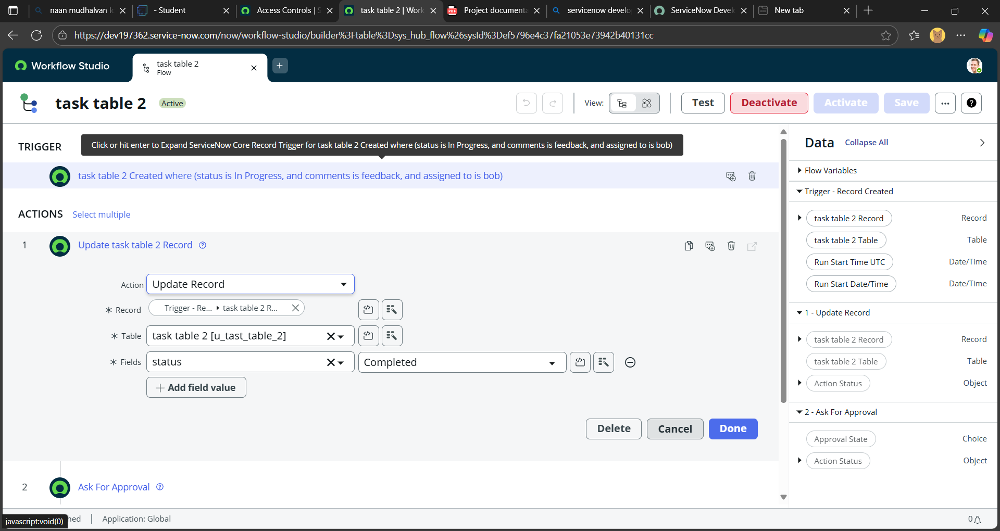 naan mudhalvan lo
- Student
Access Controls | S
task table 2 | Work
Project documenta
servicenow develo
ServiceNow Devel
New tab
https://dev197362.service-now.com/now/workflow-studio/builder%3Ftable%3Dsys_hub_flow%26sysId%3Def5796e4c37fa21053e73942b40131cc
Workflow Studio
task table 2
Flow
task table 2
Active
View:
Test
Deactivate
Activate
Save
TRIGGER
Click or hit enter to Expand ServiceNow Core Record Trigger for task table 2 Created where (status is In Progress, and comments is feedback, and assigned to is bob)
task table 2 Created where (status is In Progress, and comments is feedback, and assigned to is bob)
ACTIONS Select multiple
1 Update task table 2 Record
Action Update Record
* Record Trigger - Re... ▸ task table 2 R...
* Table task table 2 [u_tast_table_2]
* Fields status Completed
+ Add field value
Delete
Cancel
Done
2 Ask For Approval
Data Collapse All
Flow Variables
Trigger - Record Created
task table 2 Record Record
task table 2 Table Table
Run Start Time UTC Date/Time
Run Start Date/Time Date/Time
1 - Update Record
task table 2 Record Record
task table 2 Table Table
Action Status Object
2 - Ask For Approval
Approval State Choice
Action Status Object
javascript:void(0)
hed | Application: Global
0